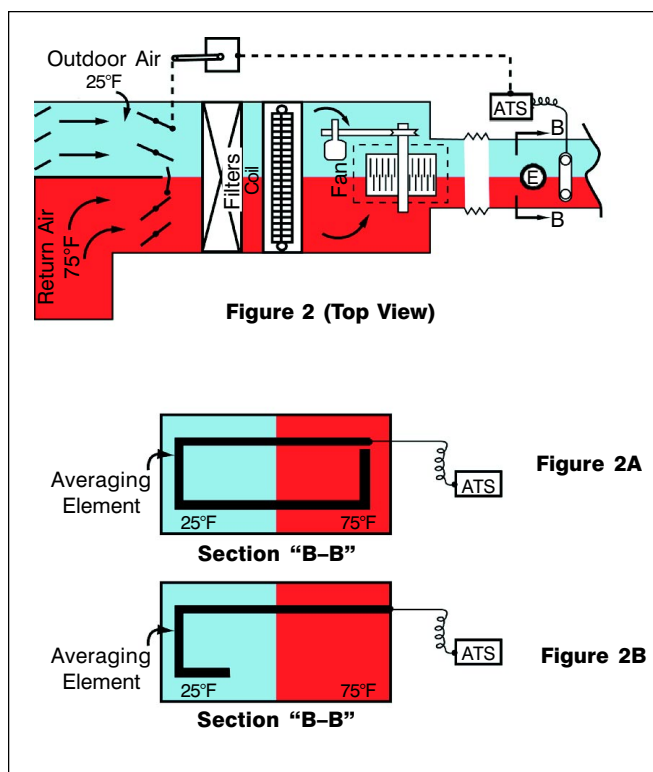 Outdoor Air
25°F
ATS
B
Filters
Coil
Fan
E
Return Air
75°F
B
Figure 2 (Top View)
Figure 2A
Averaging
Element
ATS
25°F
75°F
Section “B–B”
Figure 2B
Averaging
Element
ATS
25°F
75°F
Section “B–B”